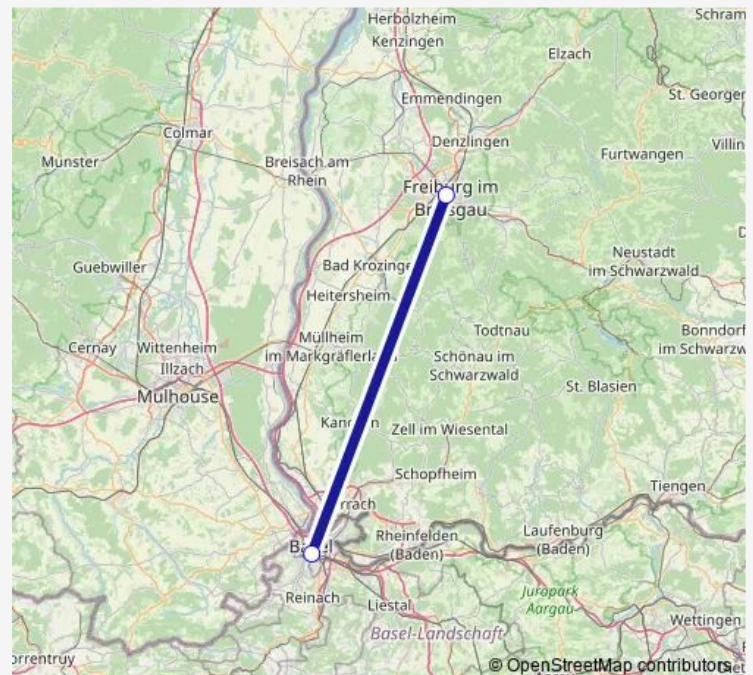 Herbolzheim
Schram
Kenzingen
Elzach
St. Georgen
Emmendingen
Colmar
Denzlingen
Villin
Munster
Breisach am
Rhein
Furtwangen
Freiburg im
Breisgau
Neustadt
im Schwarzwald
Guebwiller
Bad Krozinge
Heitersheim
Todtnau
Bonndorf
im Schwarzw
Müllheim
im Markgräflerla
Cernay
Wittenheim
Illzach
Schönau im
Schwarzwald
St. Blasien
Mulhouse
Kan
n
Zell im Wiesental
Schopfheim
Tiengen
rrach
Basel
Rheinfelden
(Baden)
Laufenburg
(Baden)
Reinach
Liestal
Jurapark
Aargau
Wettingen
Basel-Landschaft
orrentruy
© OpenStreetMap contributors